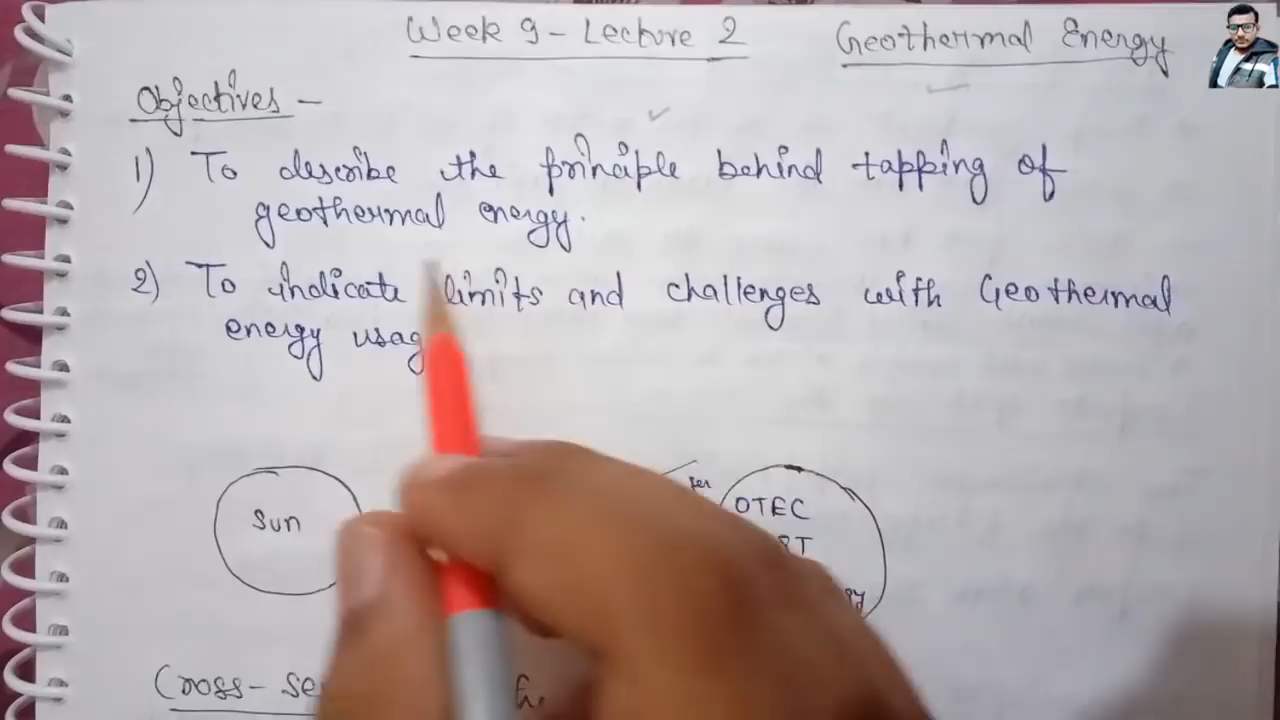 Week 9 - Lecture 2 Geothermal Energy
Objectives -
1) To describe the principle behind tapping of
geothermal energy.
2) To indicate limits and challenges with Geothermal
energy
Sun
OTEC